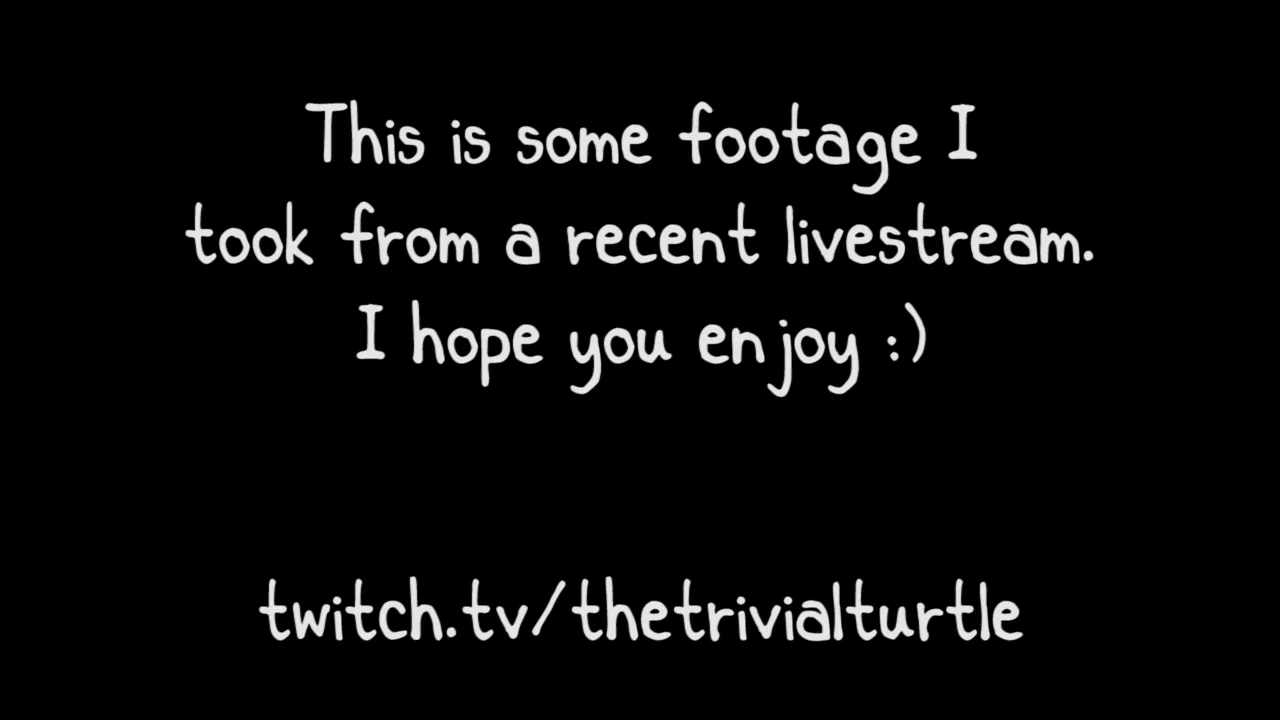 This is some footage I
took from a recent livestream.
I hope you enjoy :)
twitch.tv/thetrivialturtle